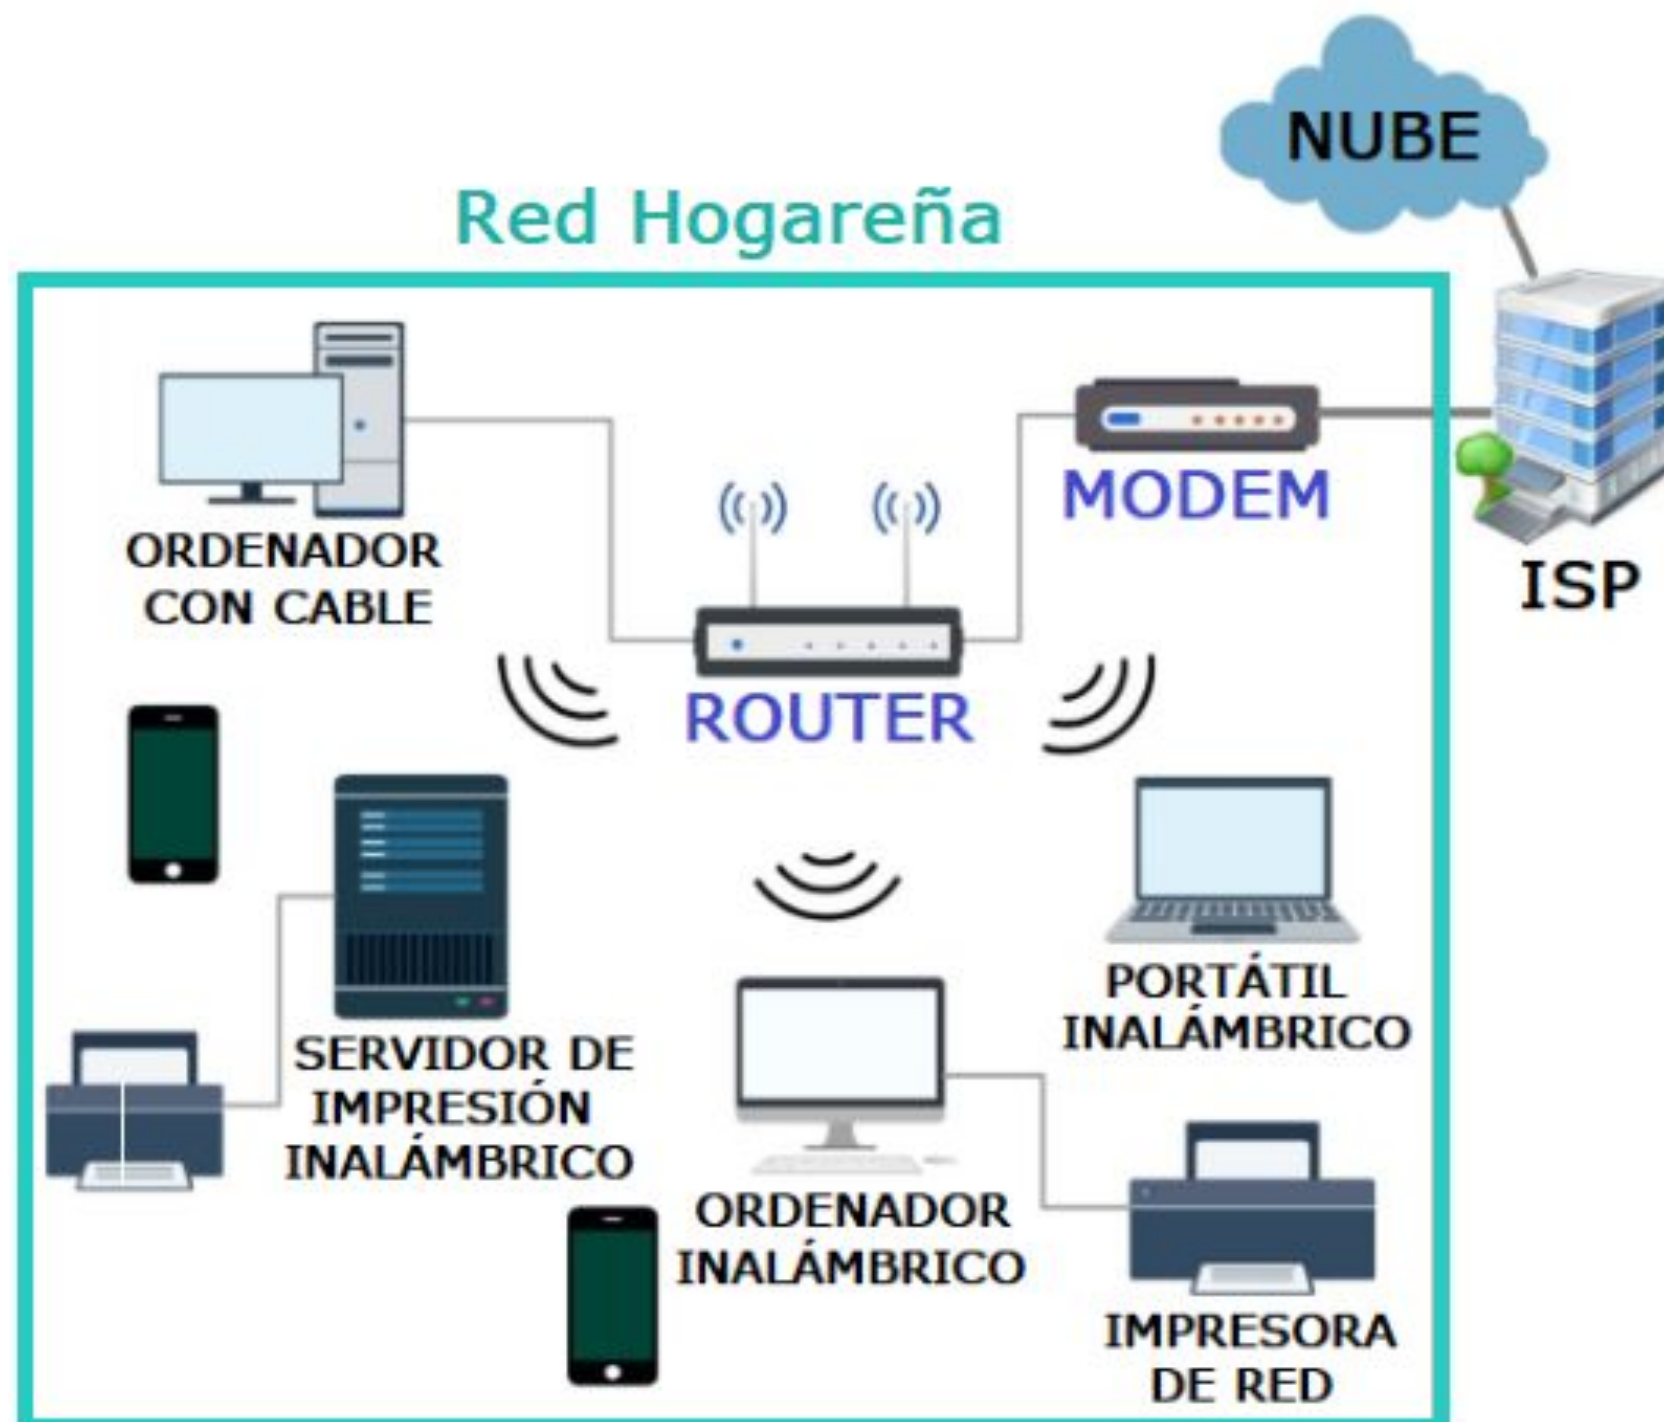 NUBE
Red Hogareña
MODEM
ISP
ORDENADOR
CON CABLE
ROUTER
PORTÁTIL
INALÁMBRICO
SERVIDOR DE
IMPRESIÓN
INALÁMBRICO
ORDENADOR
INALÁMBRICO
IMPRESORA
DE RED